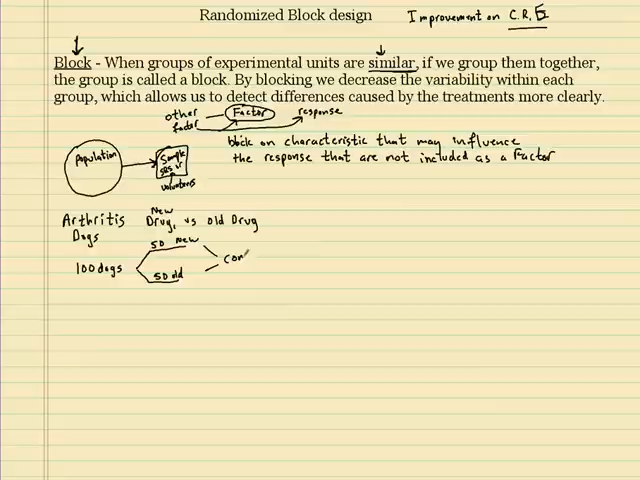 Randomized Block design Improvement on C.R.E
Block - When groups of experimental units are similar, if we group them together,
the group is called a block. By blocking we decrease the variability within each
group, which allows us to detect differences caused by the treatments more clearly.
other factor Factor response
block on characteristic that may influence
the response that are not included as a Factor
Population
Sample
SRS
volunteers
Arthritis New Drug, vs old Drug
Dogs
50 New
100 dogs
50 old
con